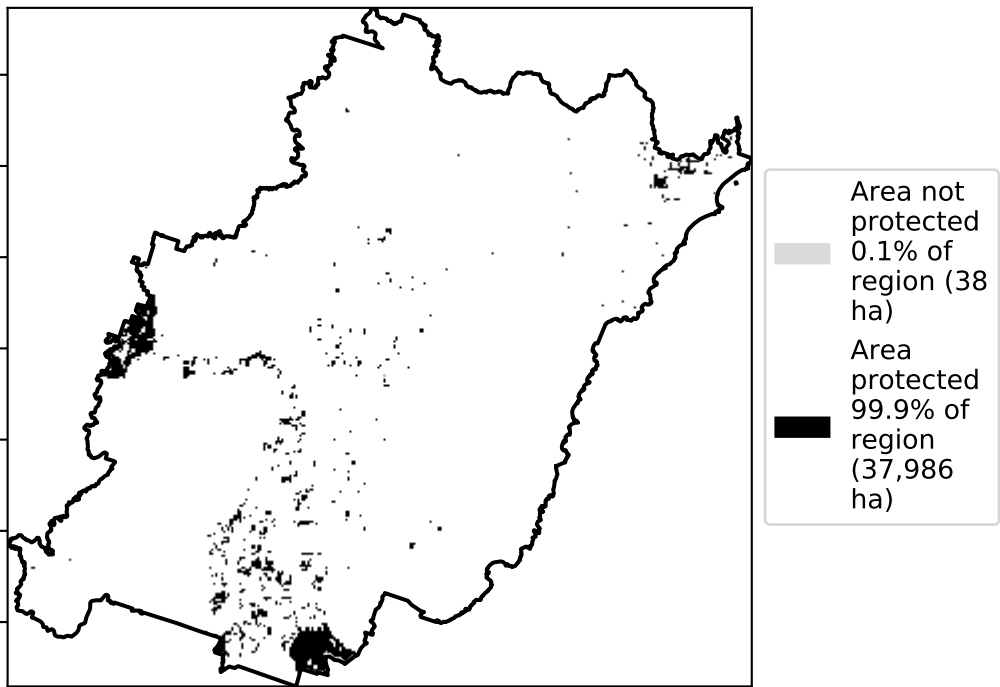 Area not
protected
0.1% of
region (38
ha)
Area
protected
99.9% of
region
(37,986
ha)